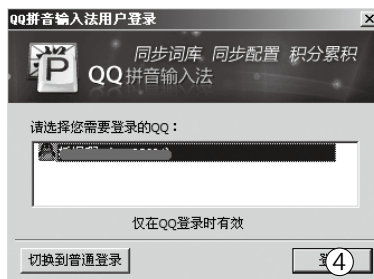 QQ拼音输入法用户登录
同步词库 同步配置 积分累积
QQ拼音输入法
请选择您需要登录的QQ：
仅在QQ登录时有效
切换到普通登录
④